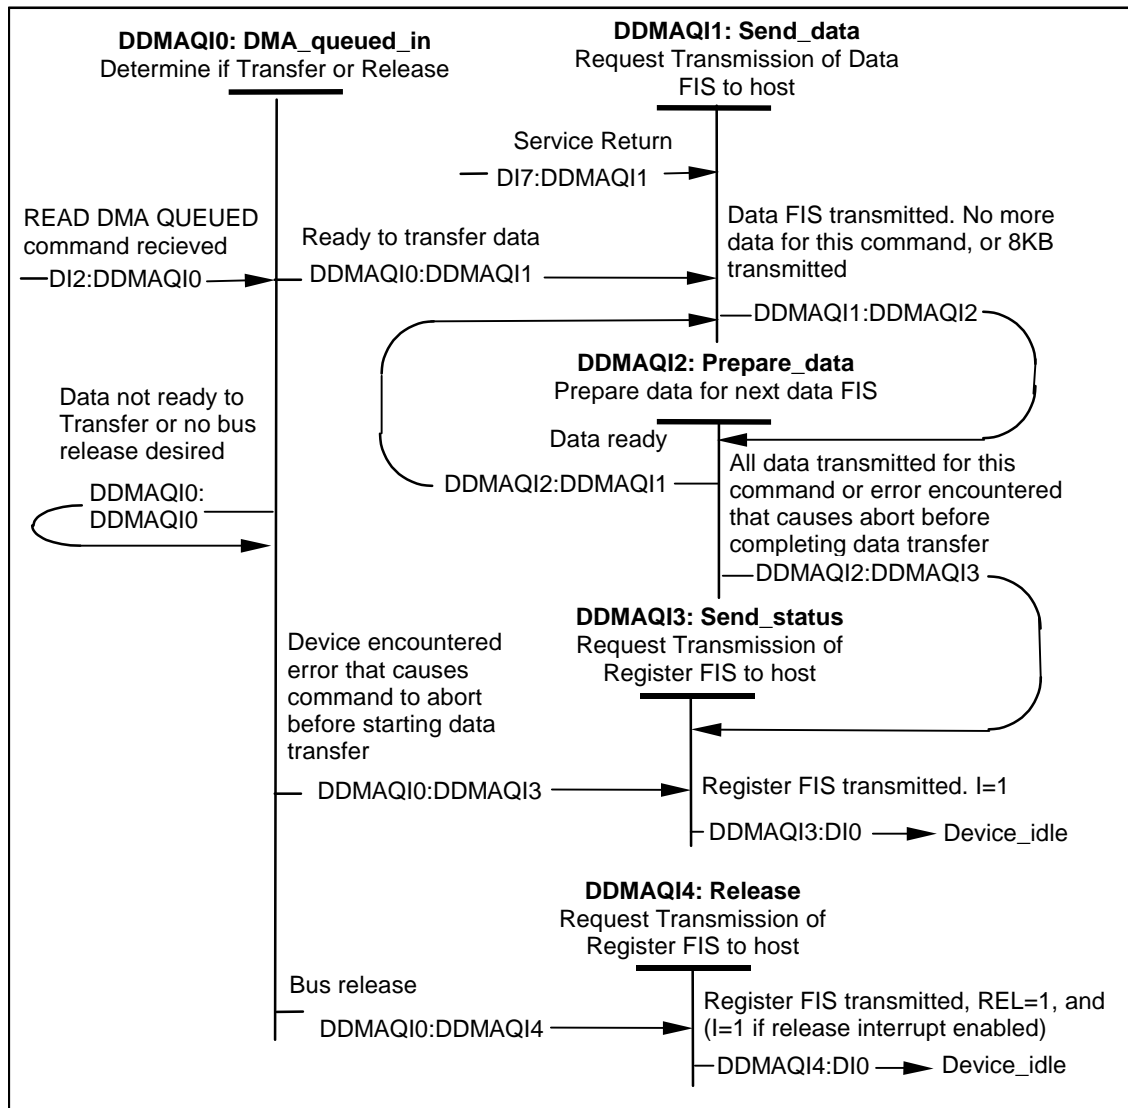 DDMAQI0: DMA_queued_in
Determine if Transfer or Release
READ DMA QUEUED
command recieved
DI2:DDMAQI0
Ready to transfer data
DDMAQI0:DDMAQI1
Data not ready to
Transfer or no bus
release desired
DDMAQI0:
DDMAQI0
Device encountered
error that causes
command to abort
before starting data
transfer
DDMAQI0:DDMAQI3
Bus release
DDMAQI0:DDMAQI4
DDMAQI1: Send_data
Request Transmission of Data
FIS to host
Service Return
DI7:DDMAQI1
Data FIS transmitted. No more
data for this command, or 8KB
transmitted
DDMAQI1:DDMAQI2
DDMAQI2: Prepare_data
Prepare data for next data FIS
Data ready
DDMAQI2:DDMAQI1
All data transmitted for this
command or error encountered
that causes abort before
completing data transfer
DDMAQI2:DDMAQI3
DDMAQI3: Send_status
Request Transmission of
Register FIS to host
Register FIS transmitted. I=1
DDMAQI3:DI0
Device_idle
DDMAQI4: Release
Request Transmission of
Register FIS to host
Register FIS transmitted, REL=1, and
(I=1 if release interrupt enabled)
DDMAQI4:DI0
Device_idle